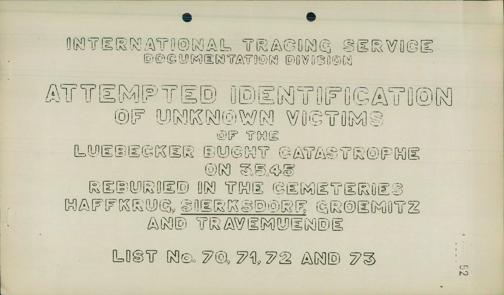 INTERNATIONAL TRACING SERVICE
DOCUMENTATION DIVISION
ATTEMPTED IDENTIFICATION
OF UNKNOWN VICTIMS
OF THE
LUEBECKER BUCHT CATASTROPHE
ON 3.5.45
REBURIED IN THE CEMETERIES
HAFFKRUG, SIERKSDORF, GROEMITZ
AND TRAVEMUENDE
LIST No. 70, 71, 72 AND 73
52